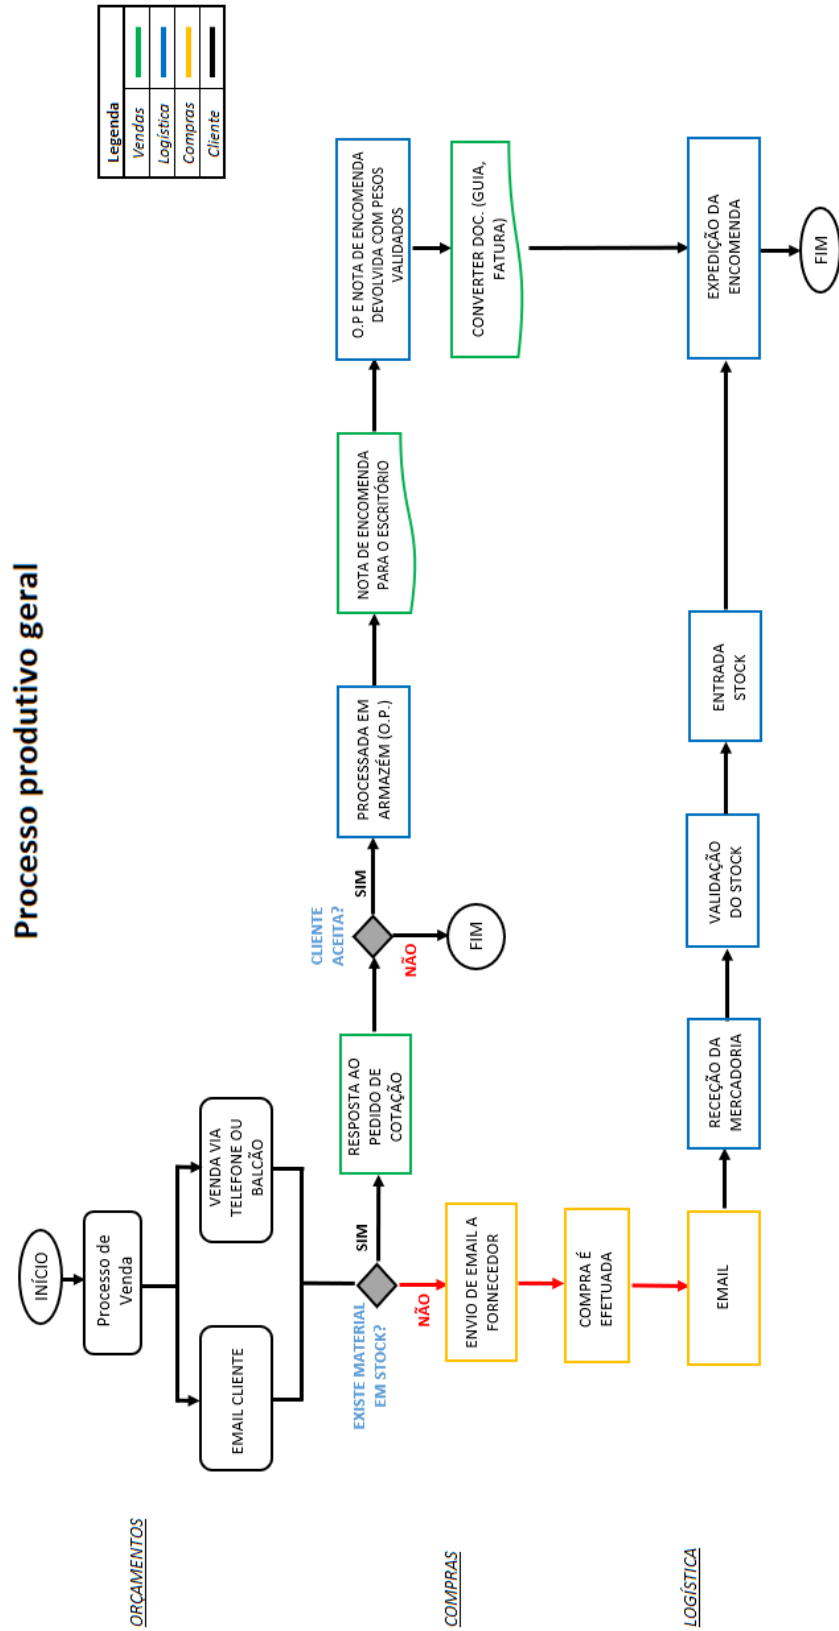 Processo produtivo geral
Legenda
Vendas
Logística
Compras
Cliente
ORÇAMENTOS
INÍCIO
Processo de
Venda
EMAIL CLIENTE
VENDA VIA
TELEFONE OU
BALCÃO
EXISTE MATERIAL
EM STOCK?
SIM
NÃO
RESPOSTA AO
PEDIDO DE
COTAÇÃO
CLIENTE
ACEITA?
SIM
NÃO
FIM
PROCESSADA EM
ARMAZÉM (O.P.)
NOTA DE ENCOMENDA
PARA O ESCRITÓRIO
O.P E NOTA DE ENCOMENDA
DEVOLVIDA COM PESOS
VALIDADOS
CONVERTER DOC. (GUIA,
FATURA)
COMPRAS
ENVIO DE EMAIL A
FORNECEDOR
COMPRA É
EFETUADA
LOGÍSTICA
EMAIL
RECEÇÃO DA
MERCADORIA
VALIDAÇÃO
DO STOCK
ENTRADA
STOCK
EXPEDIÇÃO DA
ENCOMENDA
FIM